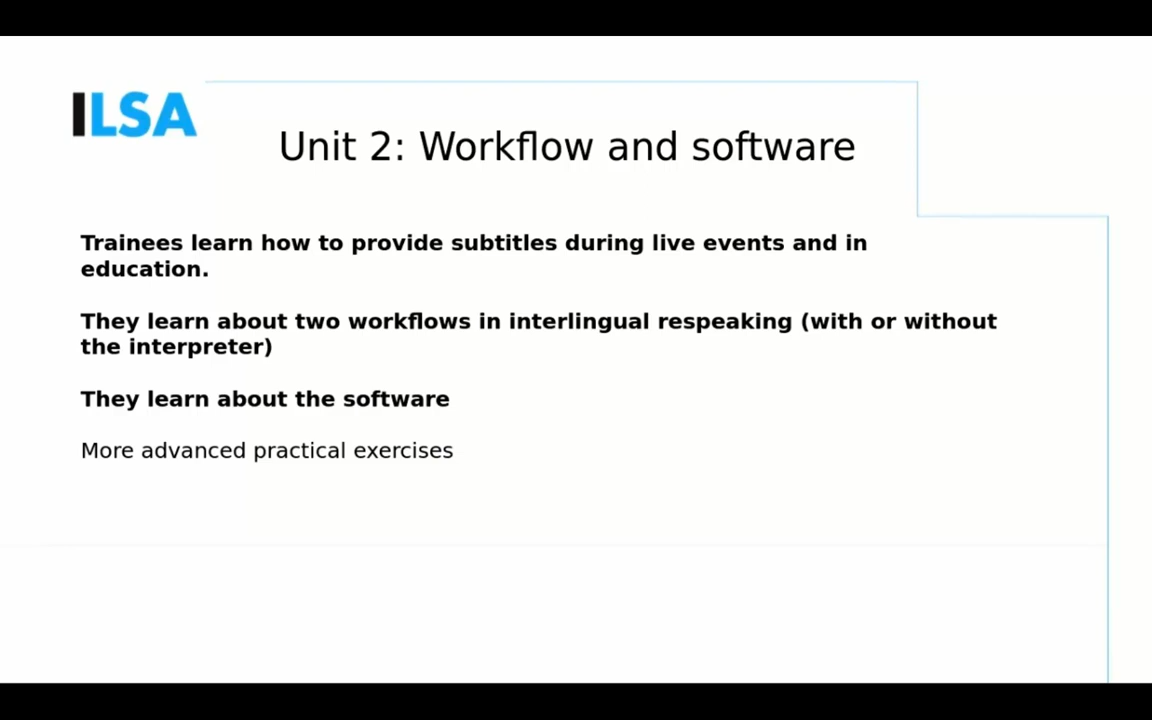 ILSA
Unit 2: Workflow and software
Trainees learn how to provide subtitles during live events and in
education.
They learn about two workflows in interlingual respeaking (with or without
the interpreter)
They learn about the software
More advanced practical exercises